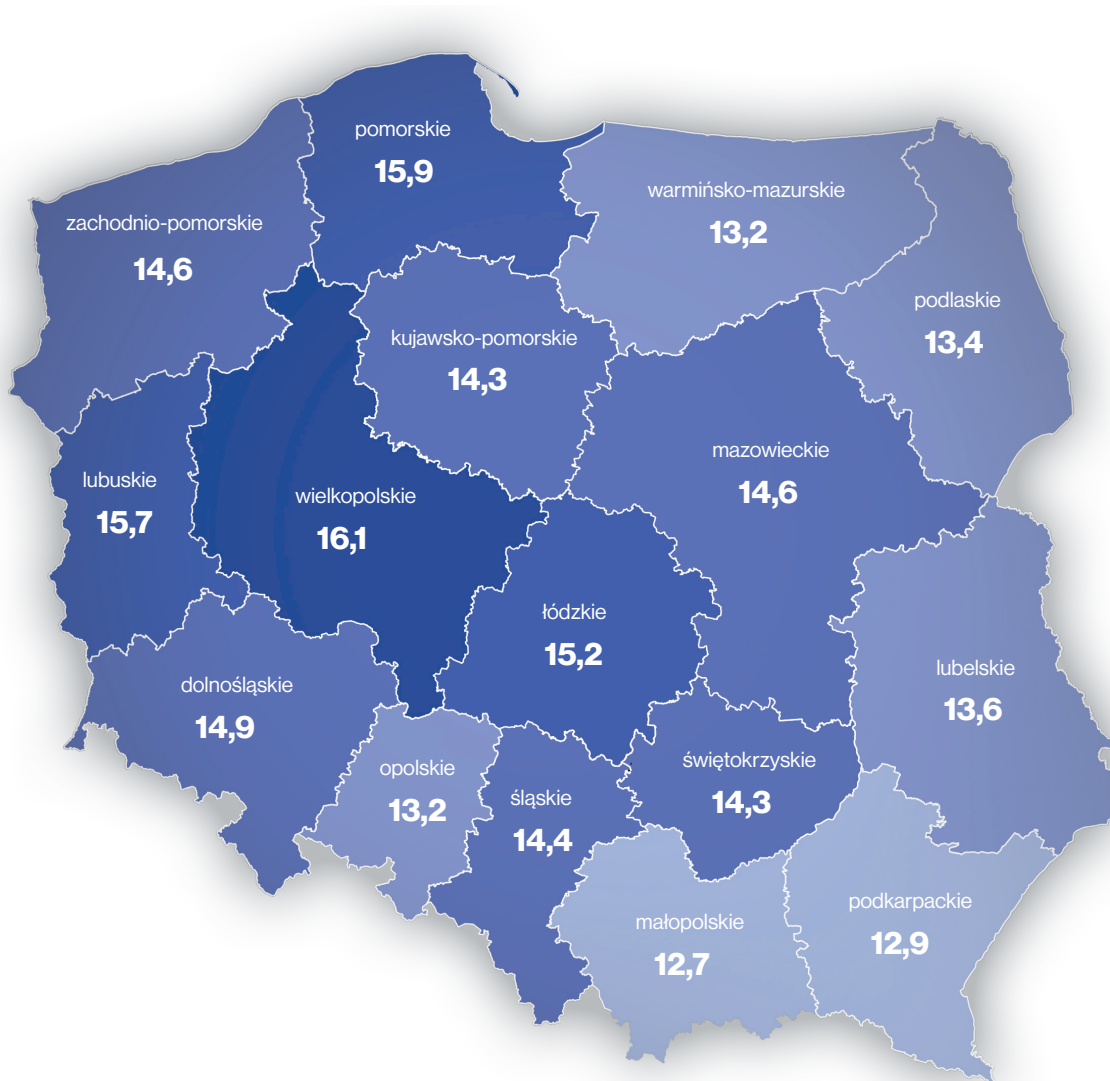 pomorskie
15,9
warmińsko-mazurskie
13,2
zachodnio-pomorskie
14,6
podlaskie
13,4
kujawsko-pomorskie
14,3
mazowieckie
14,6
lubuskie
15,7
wielkopolskie
16,1
łódzkie
15,2
lubelskie
13,6
dolnośląskie
14,9
opolskie
13,2
śląskie
14,4
świętokrzyskie
14,3
małopolskie
12,7
podkarpackie
12,9